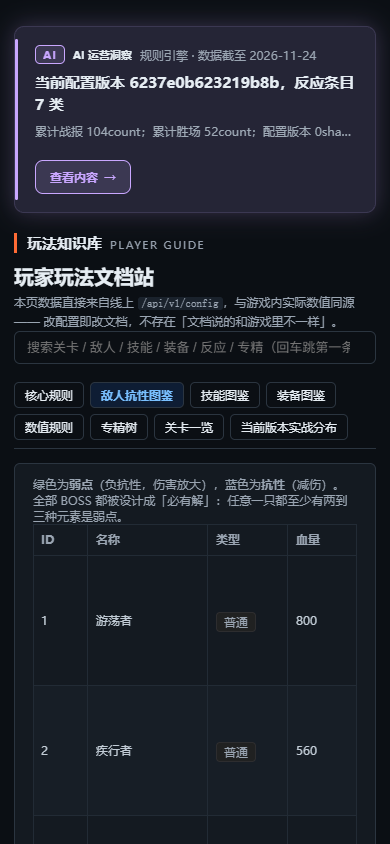 AI AI 运营洞察 规则引擎 · 数据截至 2026-11-24
当前配置版本 6237e0b623219b8b，反应条目
7 类
累计战报 104count；累计胜场 52count；配置版本 0sha…
查看内容 →
玩法知识库 PLAYER GUIDE
玩家玩法文档站
本页数据直接来自线上 /api/v1/config，与游戏内实际数值同源
—— 改配置即改文档，不存在「文档说的和游戏里不一样」。
搜索关卡 / 敌人 / 技能 / 装备 / 反应 / 专精（回车跳第一条
核心规则 敌人抗性图鉴 技能图鉴 装备图鉴
数值规则 专精树 关卡一览 当前版本实战分布
绿色为弱点（负抗性，伤害放大），蓝色为抗性（减伤）。
全部 BOSS 都被设计成「必有解」：任意一只都至少有两到
三种元素是弱点。
ID 名称 类型 血量
1 游荡者 普通 800
2 疾行者 普通 560